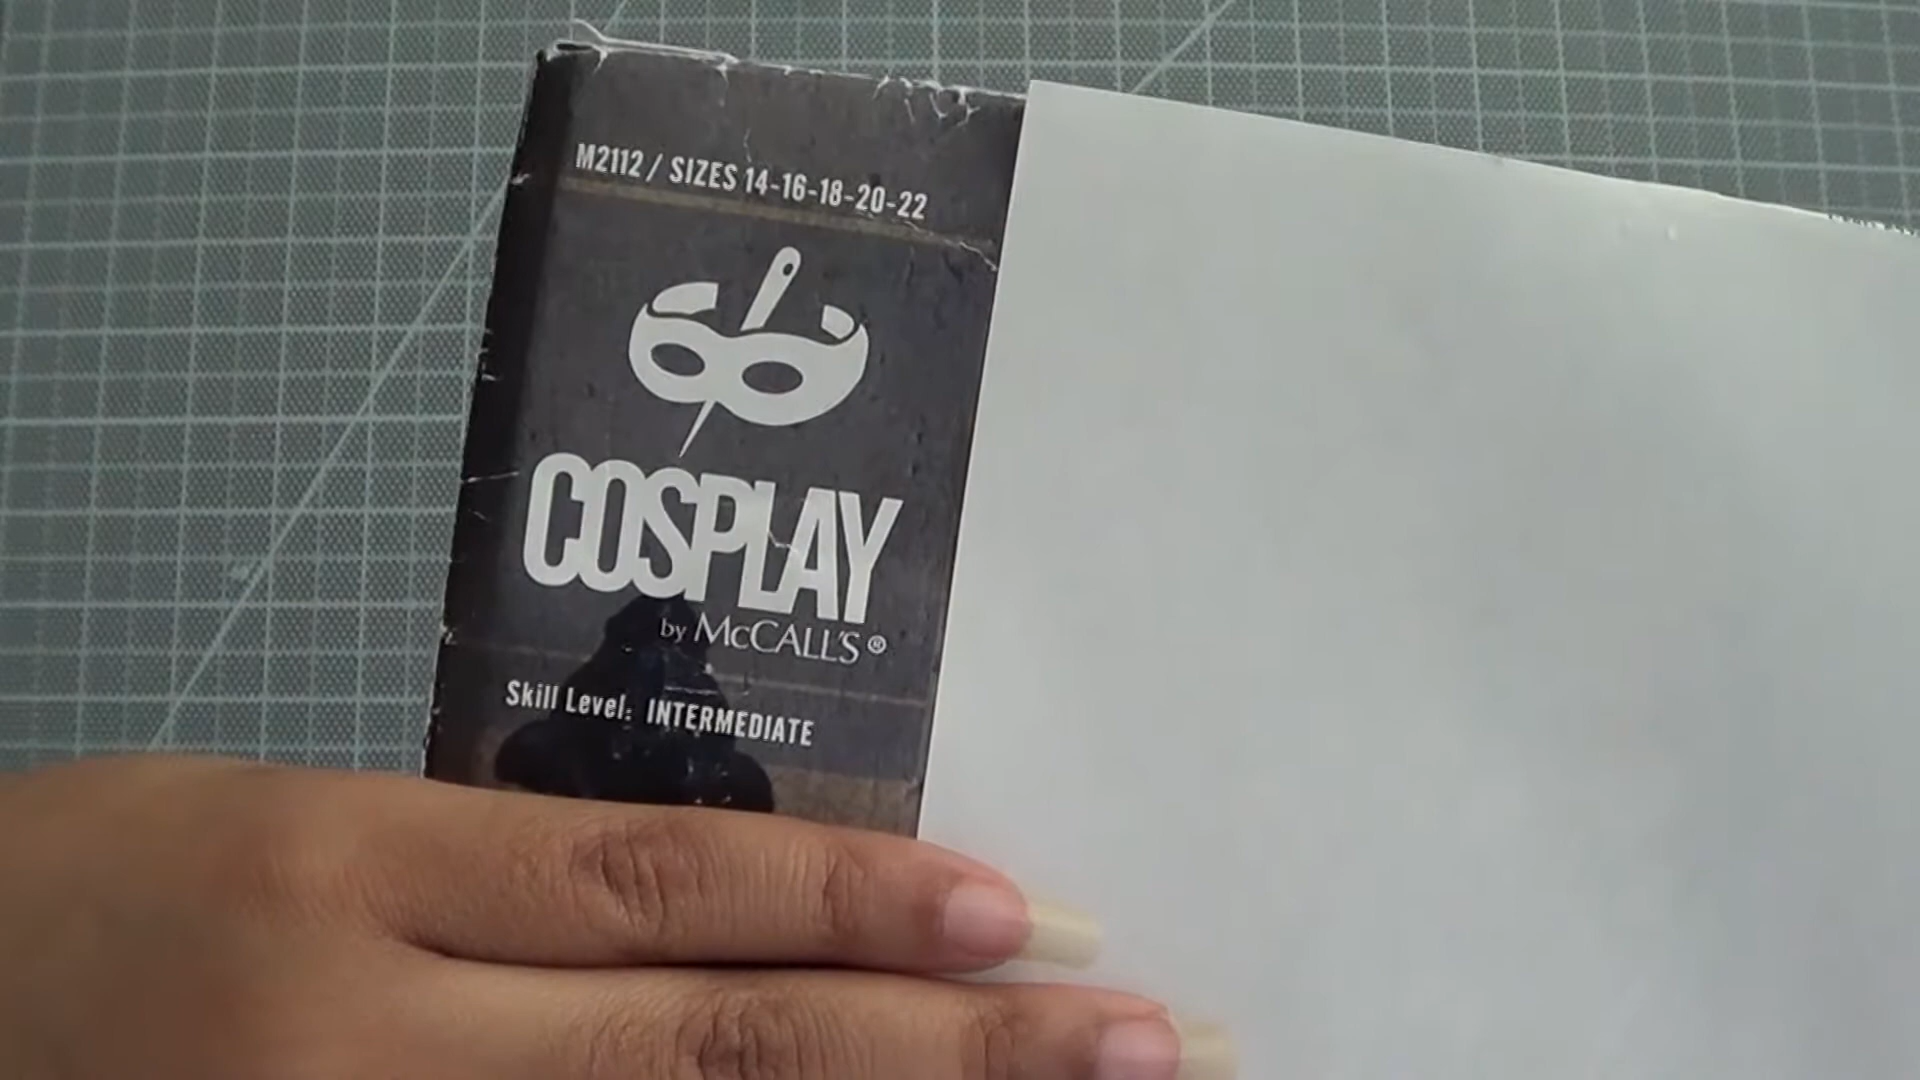 M2112 / SIZES 14-16-18-20-22
COSPLAY
by McCALL'S®
Skill Level: INTERMEDIATE